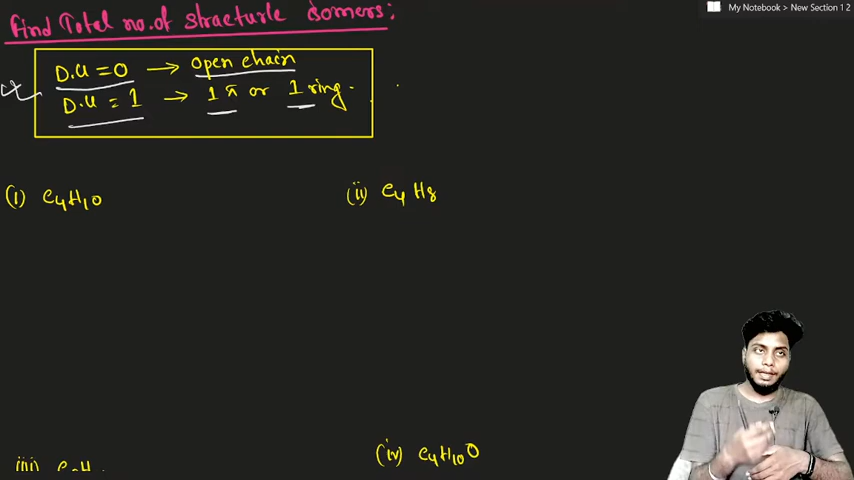 My Notebook > New Section 1 2
Find Total no. of structurle isomers:
D.U = 0 → open chain
D.U = 1 → 1 π or 1 ring.
(i) C4H10
(ii) C4H8
(iv) C4H10O